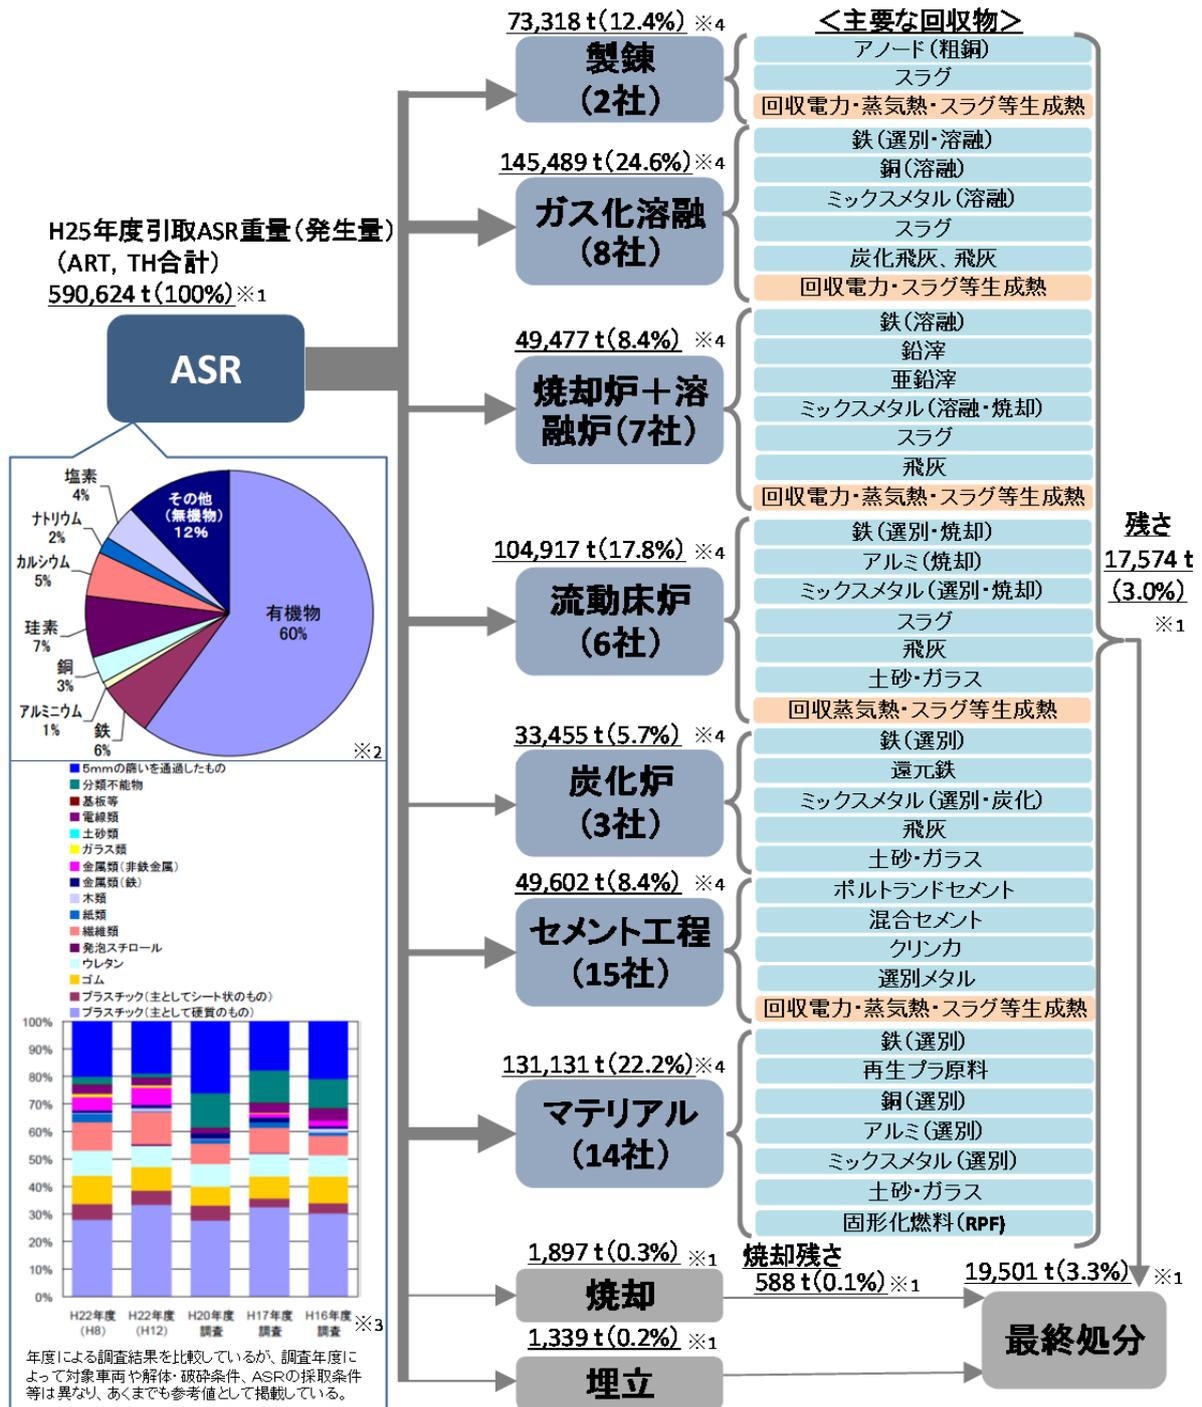 H25年度引取ASR重量(発生量)
(ART, TH合計)
590,624 t(100%)※1
ASR
塩素
4%
ナトリウム
2%
カルシウム
5%
珪素
7%
銅
3%
アルミニウム
1%
鉄
6%
その他
(無機物)
12%
有機物
60%
※2
5mmの篩いを通過したもの
分類不能物
基板等
電線類
土砂類
ガラス類
金属類(非鉄金属)
金属類(鉄)
木類
紙類
繊維類
発泡スチロール
ウレタン
ゴム
プラスチック(主としてシート状のもの)
プラスチック(主として硬質のもの)
100%
90%
80%
70%
60%
50%
40%
30%
20%
10%
0%
H22年度
(H8)
H22年度
(H12)
H20年度
調査
H17年度
調査
H16年度
調査
※3
年度による調査結果を比較しているが、調査年度に
よって対象車両や解体・破砕条件、ASRの採取条件
等は異なり、あくまでも参考値として掲載している。
73,318 t(12.4%) ※4
製錬
(2社)
<主要な回収物>
アノード(粗銅)
スラグ
回収電力・蒸気熱・スラグ等生成熱
145,489 t(24.6%)※4
ガス化溶融
(8社)
鉄(選別・溶融)
銅(溶融)
ミックスメタル(溶融)
スラグ
炭化飛灰、飛灰
回収電力・スラグ等生成熱
49,477 t(8.4%) ※4
焼却炉+溶
融炉(7社)
鉄(溶融)
鉛滓
亜鉛滓
ミックスメタル(溶融・焼却)
スラグ
飛灰
回収電力・蒸気熱・スラグ等生成熱
104,917 t(17.8%)※4
流動床炉
(6社)
鉄(選別・焼却)
アルミ(焼却)
ミックスメタル(選別・焼却)
スラグ
飛灰
土砂・ガラス
回収蒸気熱・スラグ等生成熱
33,455 t(5.7%) ※4
炭化炉
(3社)
鉄(選別)
還元鉄
ミックスメタル(選別・炭化)
飛灰
土砂・ガラス
49,602 t(8.4%) ※4
セメント工程
(15社)
ポルトランドセメント
混合セメント
クリンカ
選別メタル
回収電力・蒸気熱・スラグ等生成熱
131,131 t(22.2%)※4
マテリアル
(14社)
鉄(選別)
再生プラ原料
銅(選別)
アルミ(選別)
ミックスメタル(選別)
土砂・ガラス
固形化燃料(RPF)
残さ
17,574 t
(3.0%)
※1
1,897 t(0.3%) ※1
焼却
焼却残さ
588 t(0.1%)※1
1,339 t(0.2%) ※1
埋立
19,501 t(3.3%) ※1
最終処分